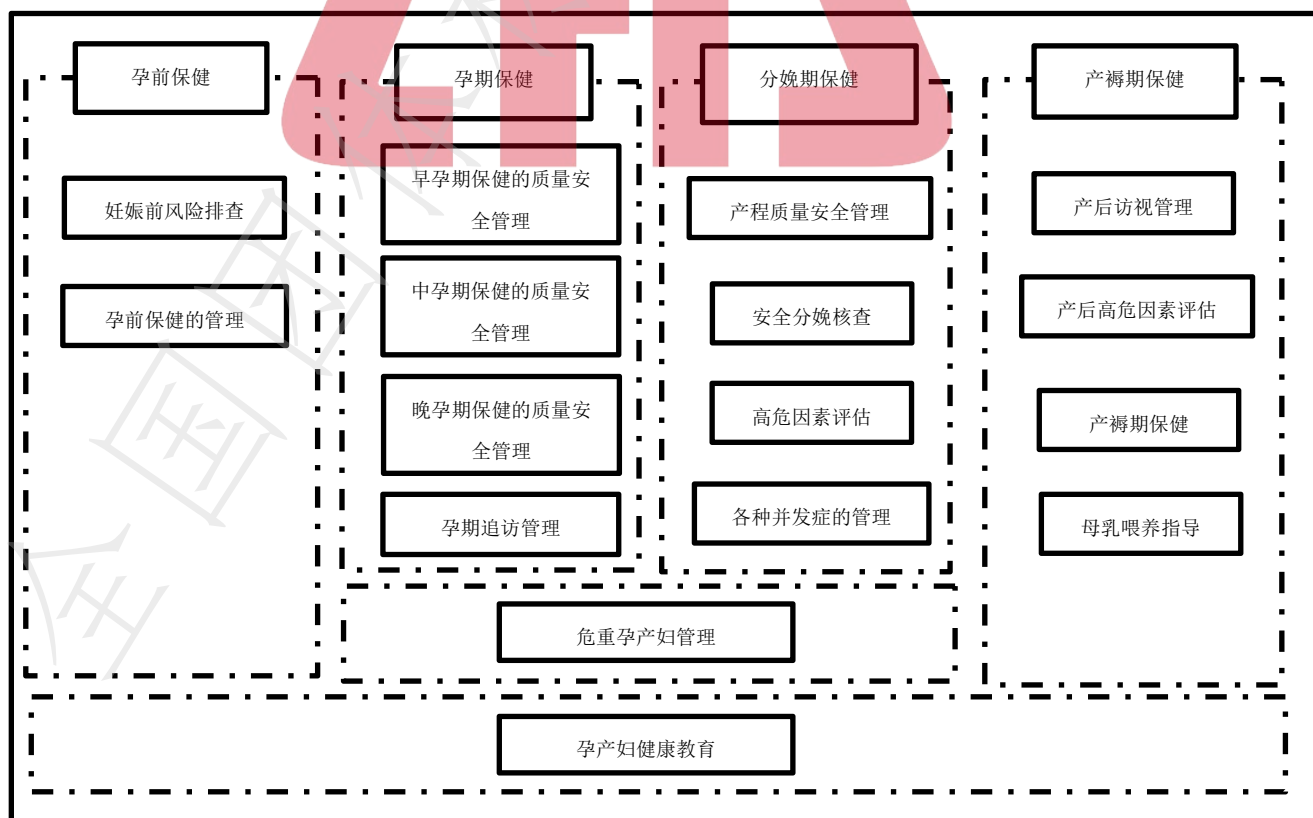 孕前保健
妊娠前风险排查
孕前保健的管理
孕期保健
早孕期保健的质量安
全管理
中孕期保健的质量安
全管理
晚孕期保健的质量安
全管理
孕期追访管理
分娩期保健
产程质量安全管理
安全分娩核查
高危因素评估
各种并发症的管理
产褥期保健
产后访视管理
产后高危因素评估
产褥期保健
母乳喂养指导
危重孕产妇管理
孕产妇健康教育
全国团体